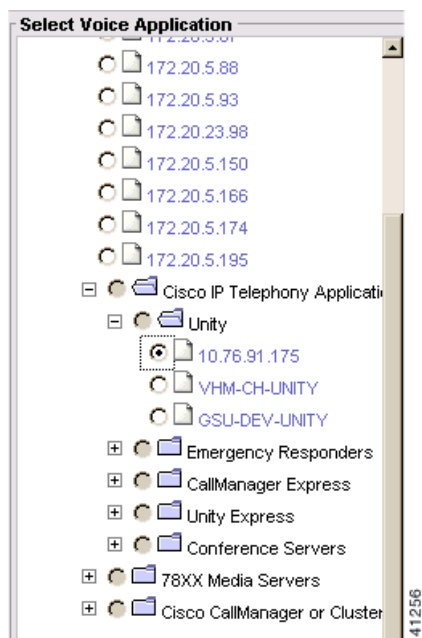 Select Voice Application
172.20.5.88
172.20.5.93
172.20.23.98
172.20.5.150
172.20.5.166
172.20.5.174
172.20.5.195
Cisco IP Telephony Applicati
Unity
10.76.91.175
VHM-CH-UNITY
GSU-DEV-UNITY
Emergency Responders
CallManager Express
Unity Express
Conference Servers
78XX Media Servers
Cisco CallManager or Cluster
41256